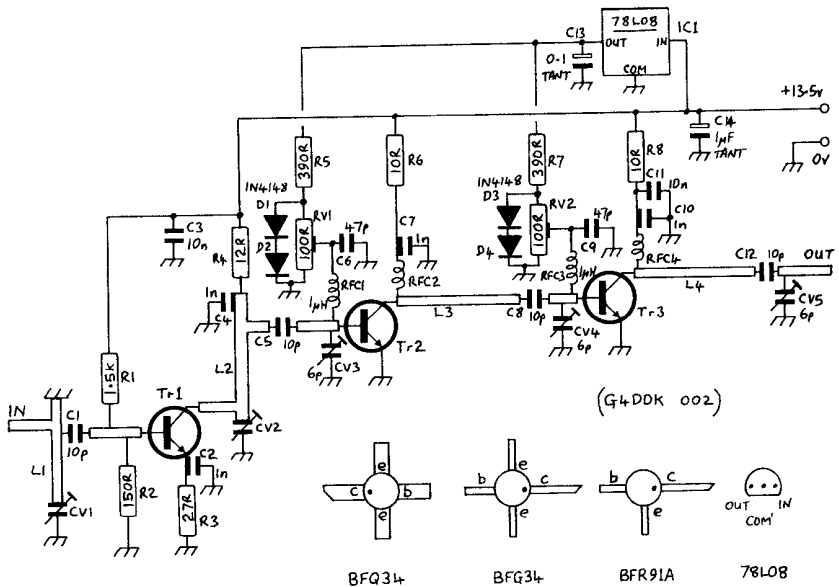 78L08
IC1
OUT
IN
COM
C13
0.1
TANT
+13.5v
C14
1µF
TANT
0v
390R
R5
10R
R6
390R
R7
10R
R8
C11
10n
C10
1n
1N4148
D1
D2
RV1
100R
47p
C6
C7
1n
RFC2
RFC1
1µH
1N4148
D3
D4
RV2
100R
47p
C9
RFC3
1µH
RFC4
C3
10n
R4
12R
1n
C4
L2
C5
10p
CV3
6p
Tr2
L3
C8
10p
CV4
6p
Tr3
L4
C12
10p
OUT
CV5
6p
1.5K
R1
Tr1
CV2
IN
C1
10p
L1
CV1
150R
R2
C2
1n
27R
R3
(G4DDK 002)
e
c
b
e
BFQ34
e
b
c
e
BFG34
b
c
e
BFR91A
OUT
COM'
IN
78L08